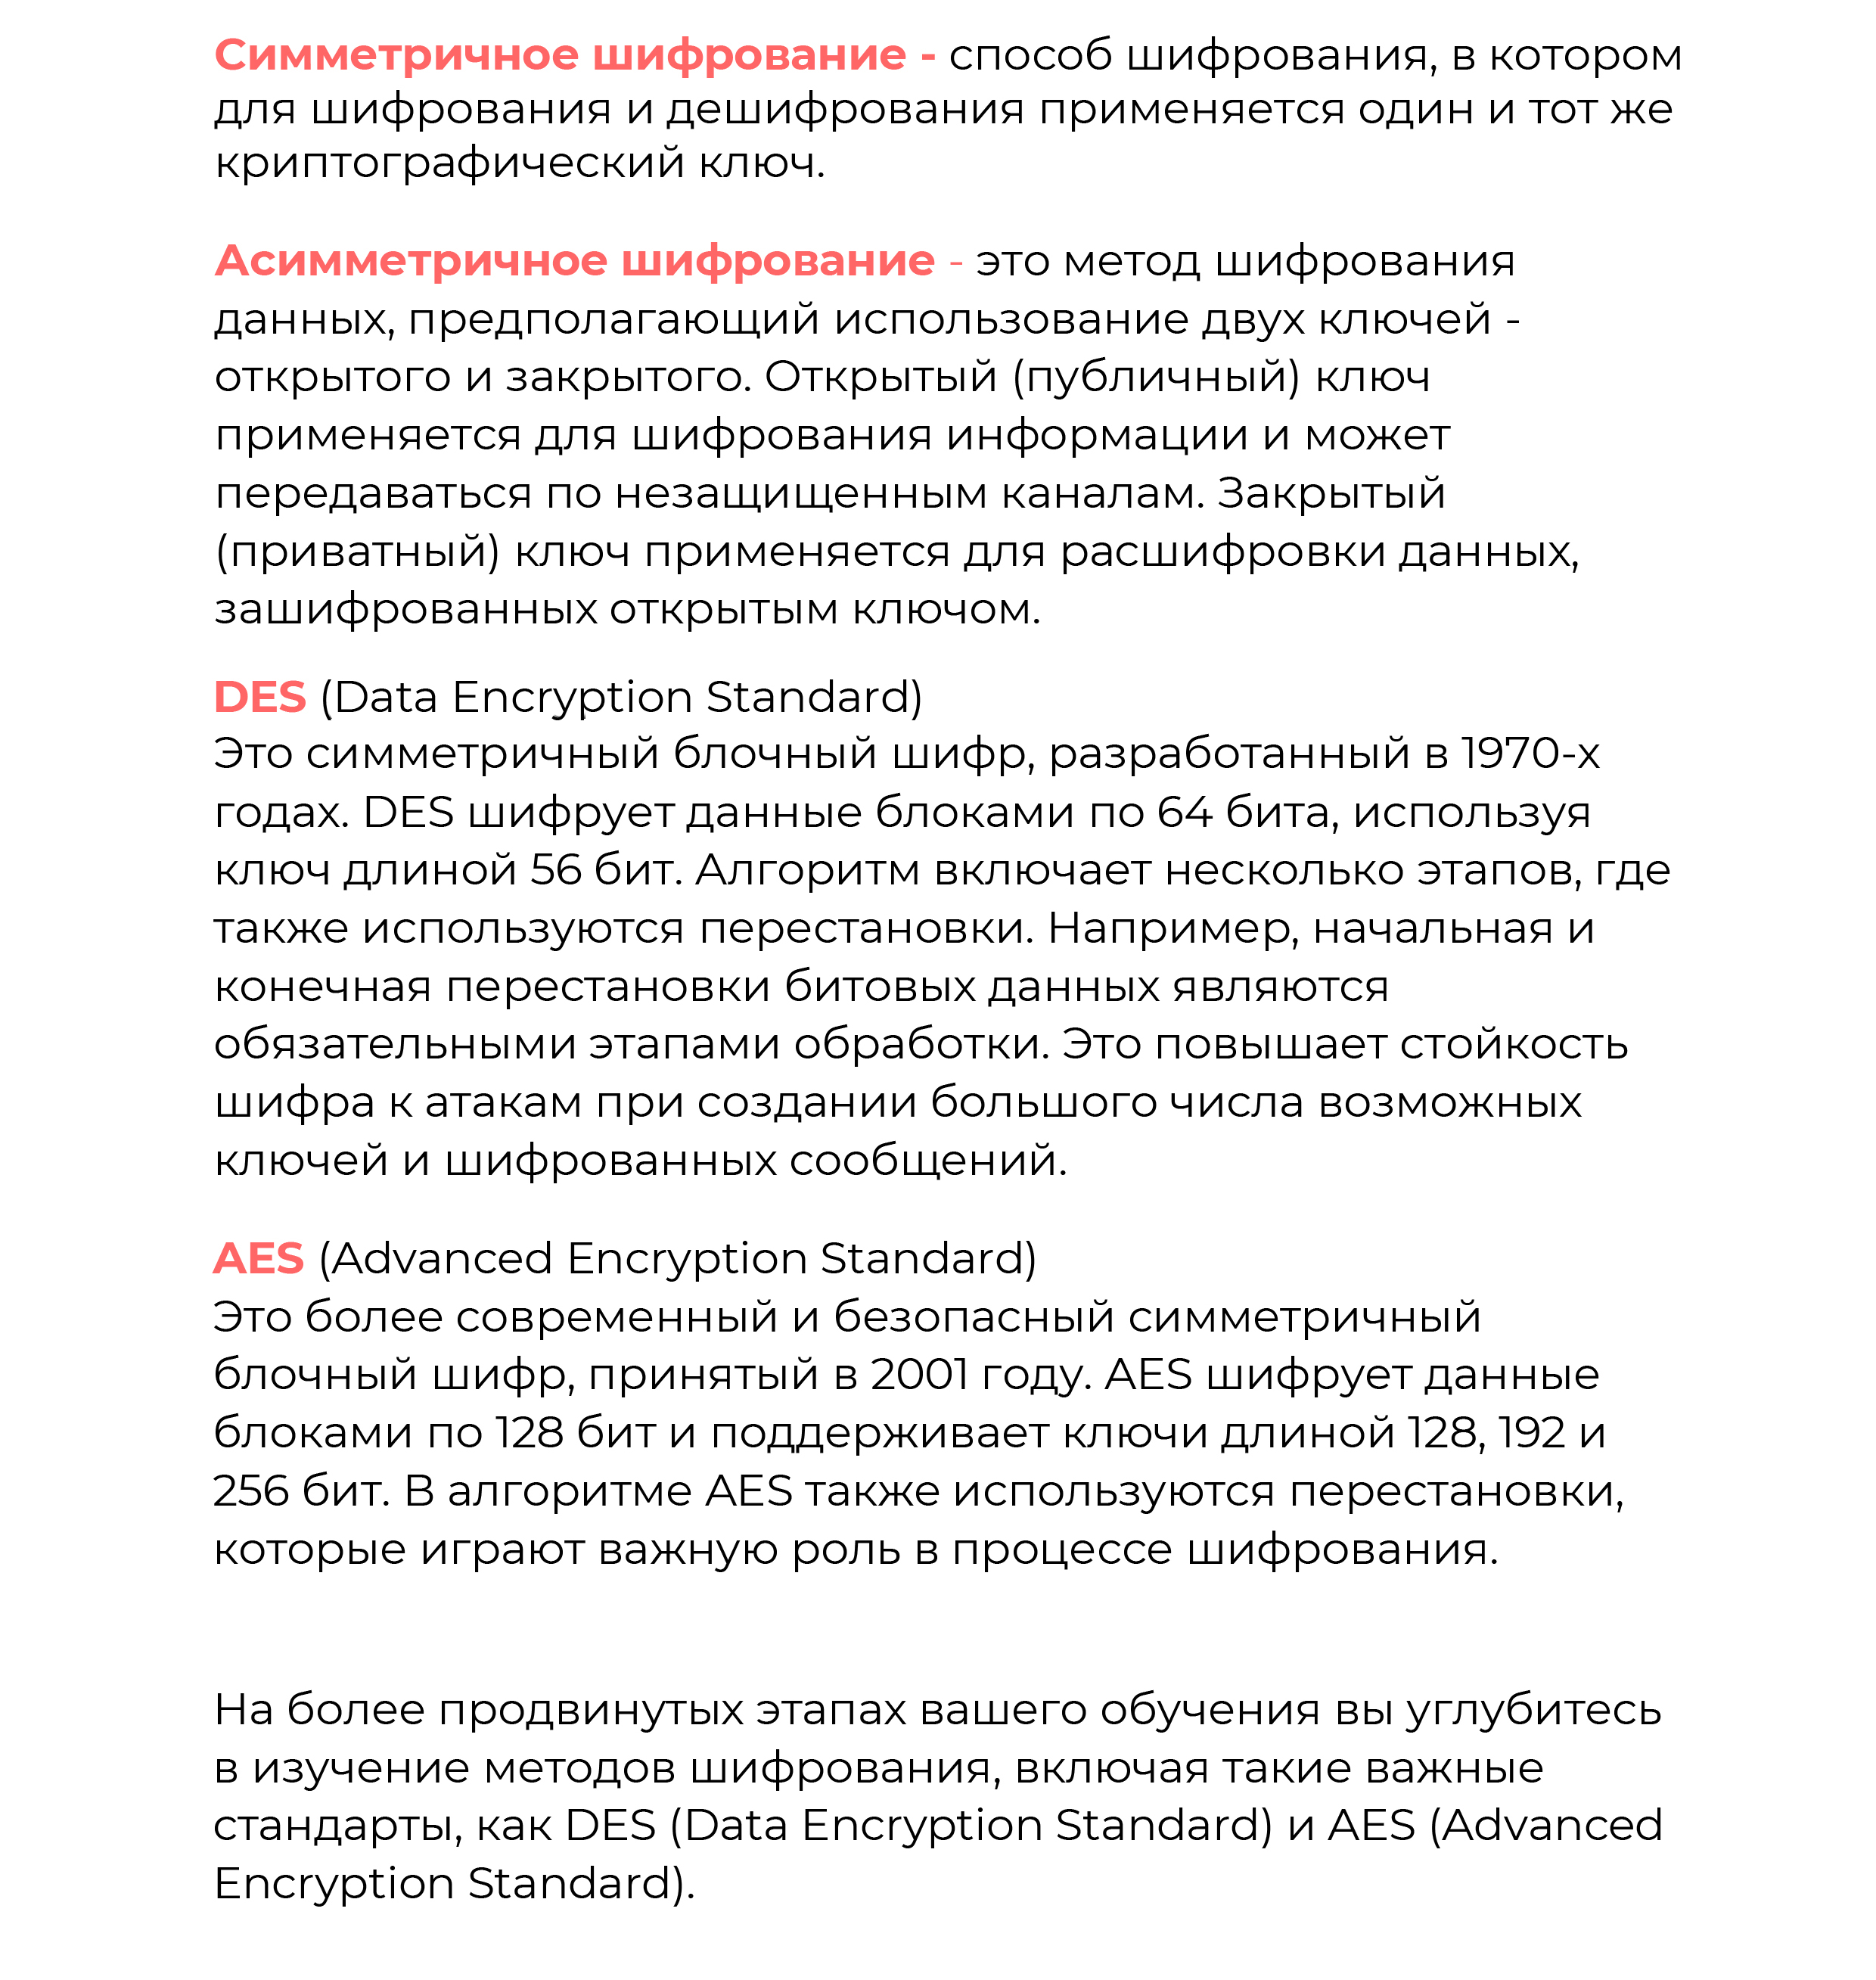 Симметричное шифрование - способ шифрования, в котором
для шифрования и дешифрования применяется один и тот же
криптографический ключ.
Асимметричное шифрование - это метод шифрования
данных, предполагающий использование двух ключей -
открытого и закрытого. Открытый (публичный) ключ
применяется для шифрования информации и может
передаваться по незащищенным каналам. Закрытый
(приватный) ключ применяется для расшифровки данных,
зашифрованных открытым ключом.
DES (Data Encryption Standard)
Это симметричный блочный шифр, разработанный в 1970-х
годах. DES шифрует данные блоками по 64 бита, используя
ключ длиной 56 бит. Алгоритм включает несколько этапов, где
также используются перестановки. Например, начальная и
конечная перестановки битовых данных являются
обязательными этапами обработки. Это повышает стойкость
шифра к атакам при создании большого числа возможных
ключей и шифрованных сообщений.
AES (Advanced Encryption Standard)
Это более современный и безопасный симметричный
блочный шифр, принятый в 2001 году. AES шифрует данные
блоками по 128 бит и поддерживает ключи длиной 128, 192 и
256 бит. В алгоритме AES также используются перестановки,
которые играют важную роль в процессе шифрования.
На более продвинутых этапах вашего обучения вы углубитесь
в изучение методов шифрования, включая такие важные
стандарты, как DES (Data Encryption Standard) и AES (Advanced
Encryption Standard).